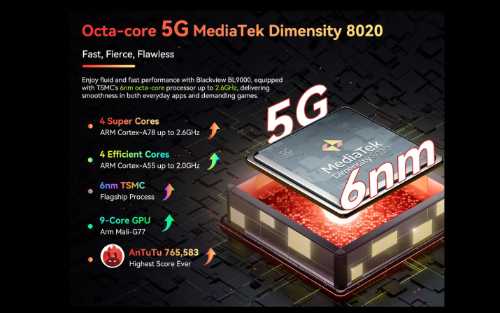 Octa-core 5G MediaTek Dimensity 8020
Fast, Fierce, Flawless
Enjoy fluid and fast performance with Blackview BL9000, equipped
with TSMC's 6nm octa-core processor up to 2.6GHz, delivering
smoothness in both everyday apps and demanding games.
4 Super Cores
ARM Cortex-A78 up to 2.6GHz
4 Efficient Cores
ARM Cortex-A55 up to 2.0GHz
6nm TSMC
Flagship Process
9-Core GPU
Arm Mali-G77
AnTuTu 765,583
Highest Score Ever
5G
MediaTek
Dimensity
6nm